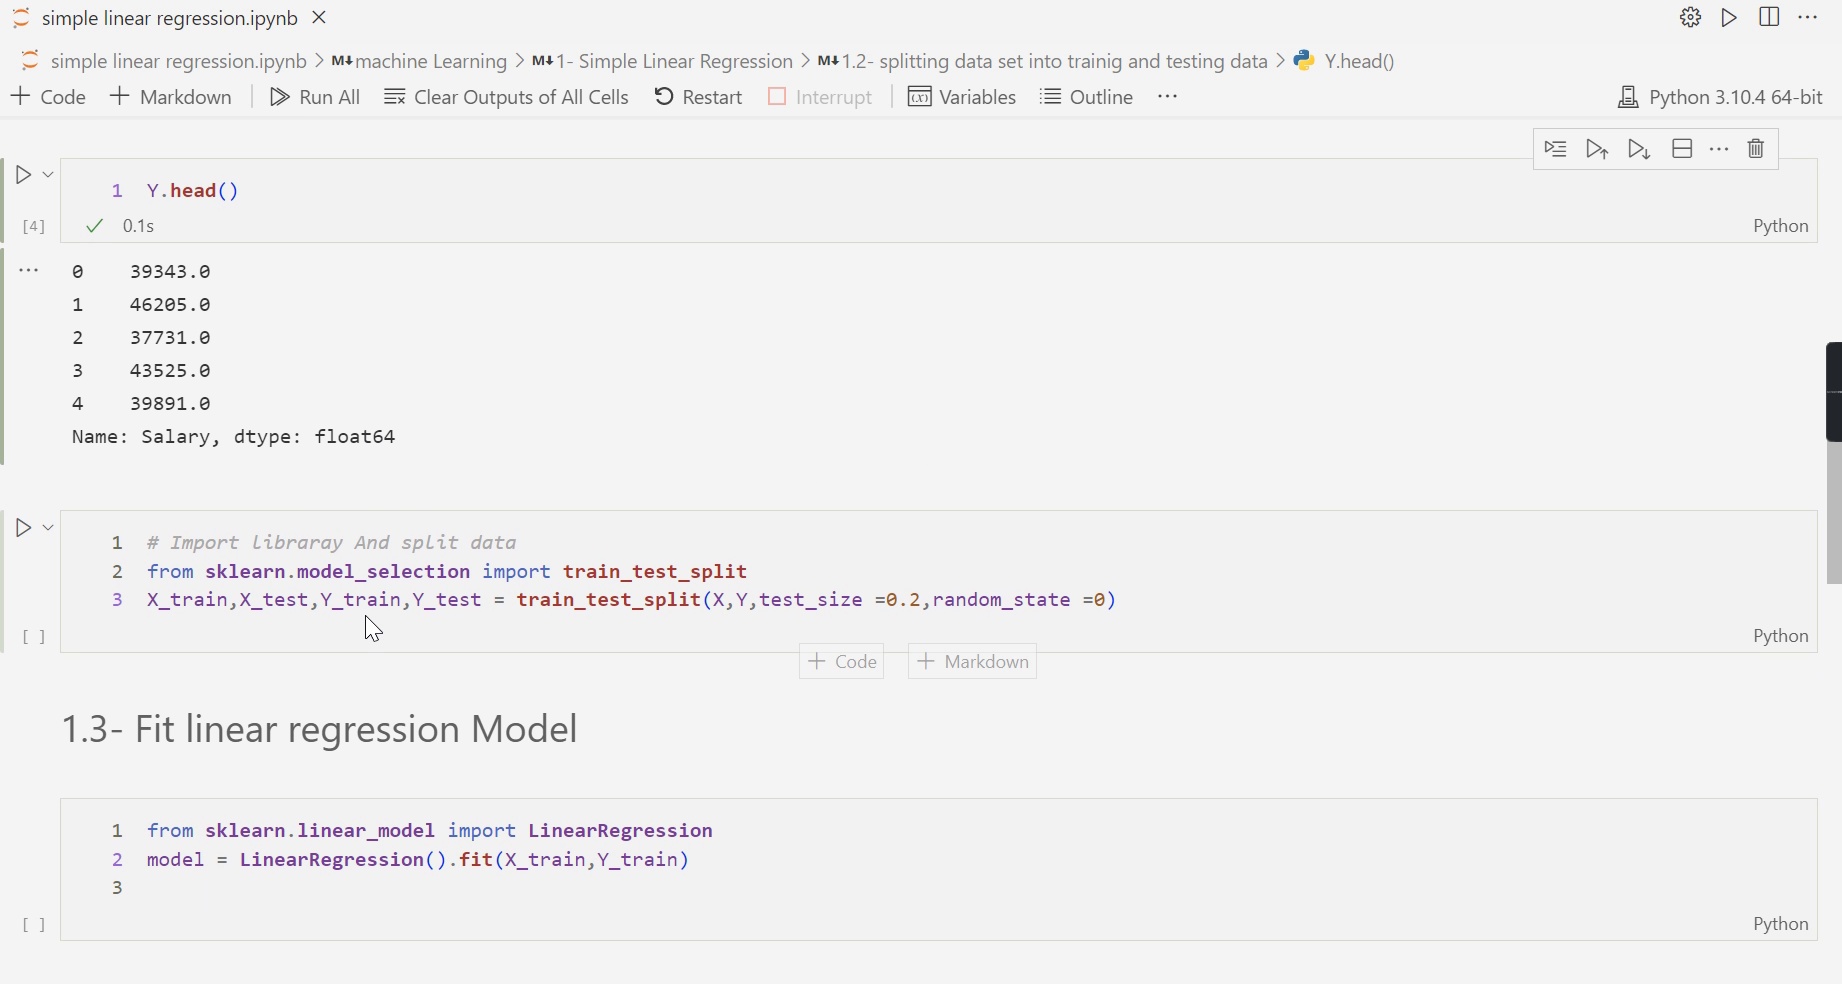 simple linear regression.ipynb
simple linear regression.ipynb > M↓ machine Learning > M↓ 1- Simple Linear Regression > M↓ 1.2- splitting data set into trainig and testing data > Y.head()
+ Code + Markdown Run All Clear Outputs of All Cells Restart Interrupt Variables Outline ··· Python 3.10.4 64-bit
1 Y.head()
[4] 0.1s Python
0 39343.0
1 46205.0
2 37731.0
3 43525.0
4 39891.0
Name: Salary, dtype: float64
1 # Import libraray And split data
2 from sklearn.model_selection import train_test_split
3 X_train,X_test,Y_train,Y_test = train_test_split(X,Y,test_size =0.2,random_state =0)
[ ] Python
+ Code + Markdown
1.3- Fit linear regression Model
1 from sklearn.linear_model import LinearRegression
2 model = LinearRegression().fit(X_train,Y_train)
3
[ ] Python